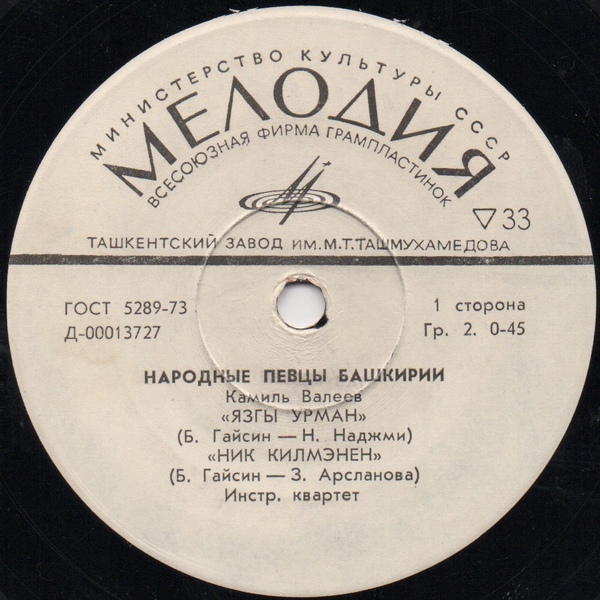 МИНИСТЕРСТВО КУЛЬТУРЫ СССР
МЕЛОДИЯ
ВСЕСОЮЗНАЯ ФИРМА ГРАМПЛАСТИНОК
▽33
ТАШКЕНТСКИЙ ЗАВОД ИМ. М.Т.ТАШМУХАМЕДОВА
ГОСТ 5289-73
Д-00013727
1 сторона
Гр. 2. 0-45
НАРОДНЫЕ ПЕВЦЫ БАШКИРИИ
Камиль Валеев
«ЯЗГЫ УРМАН»
(Б. Гайсин — Н. Наджми)
«НИК КИЛМЭНЕН»
(Б. Гайсин — З. Арсланова)
Инстр. квартет